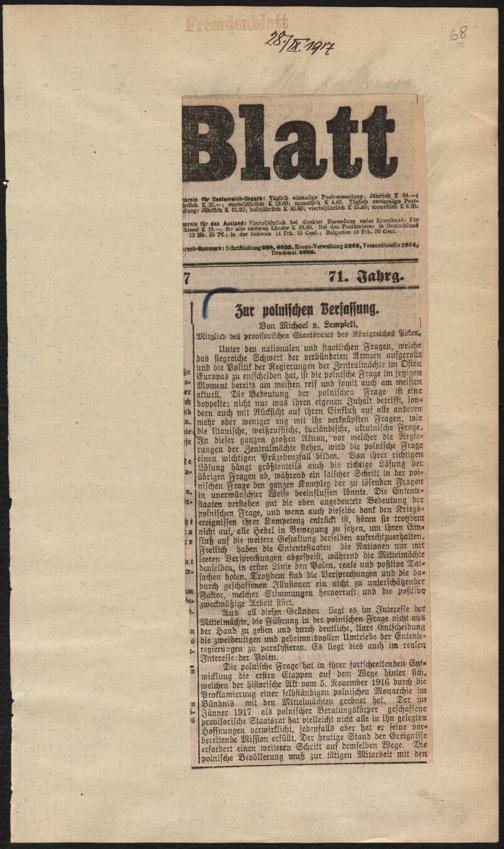 Fremdenblatt
28./IX. 1917
68
Blatt
7 71. Jahrg.
Zur polnischen Verfassung.
Von Michael v. Lempicki,
Mitglied des provisorischen Staatsrates des Königreiches Polen.
Unter den nationalen und staatlichen Fragen, welche
das siegreiche Schwert der verbündeten Armeen aufgerollt
und die Politik der Regierungen der Zentralmächte im Osten
Europas zu entscheiden hat, ist die polnische Frage im jetzigen
Moment bereits am meisten reif und somit auch am meisten
aktuell. Die Bedeutung der polnischen Frage ist eine
doppelte: nicht nur was ihren eigenen Inhalt betrifft, son-
dern auch mit Rücksicht auf ihren Einfluß auf alle anderen
mehr oder weniger eng mit ihr verknüpften Fragen, wie
die litauische, weißrussische, kurländische, ukrainische Frage.
In dieser ganzen großen Aktion, vor welcher die Regie-
rungen der Zentralmächte stehen, wird die polnische Frage
einen wichtigen Präzedenzfall bilden. Von ihrer richtigen
Lösung hängt größtenteils auch die richtige Lösung der
übrigen Fragen ab, während ein falscher Schritt in der pol-
nischen Frage den ganzen Komplex der zu lösenden Fragen
in unerwünschter Weise beeinflussen könnte. Die Entente-
staaten verstehen gut die oben angedeutete Bedeutung der
polnischen Frage, und wenn auch dieselbe dank den Kriegs-
ereignissen ihrer Kompetenz entrückt ist, hören sie trotzdem
nicht auf, alle Hebel in Bewegung zu setzen, um ihren Ein-
fluß auf die weitere Gestaltung derselben aufrechtzuerhalten.
Freilich haben die Ententestaaten die Nationen nur mit
leeren Versprechungen abgespeist, während die Mittelmächte
denselben, in erster Linie den Polen, reale und positive Tat-
sachen boten. Trotzdem sind die Versprechungen und die da-
durch geschaffenen Illusionen ein nicht zu unterschätzender
Faktor, welcher Stimmungen hervorruft und die positive
zweckmäßige Arbeit stört.
Aus all diesen Gründen liegt es im Interesse der
Mittelmächte, die Führung in der polnischen Frage nicht aus
der Hand zu geben und durch deutliche, klare Entscheidung
die zweideutigen und geheimnisvollen Umtriebe der Entente-
regierungen zu paralysieren. Es liegt dies auch im realen
Interesse der Polen.
Die polnische Frage hat in ihrer fortschreitenden Ent-
wicklung die ersten Etappen auf dem Wege hinter sich,
welchen der historische Akt vom 5. November 1916 durch die
Proklamierung einer selbständigen polnischen Monarchie im
Bündnis mit den Mittelmächten geebnet hat. Der im
Jänner 1917 als polnischer Beratungskörper geschaffene
provisorische Staatsrat hat vielleicht nicht alle in ihn gelegten
Hoffnungen verwirklicht, jedenfalls aber hat er seine vor-
bereitende Mission erfüllt. Der heutige Stand der Ereignisse
erfordert einen weiteren Schritt auf demselben Wege. Die
polnische Bevölkerung muß zur tätigen Mitarbeit mit den